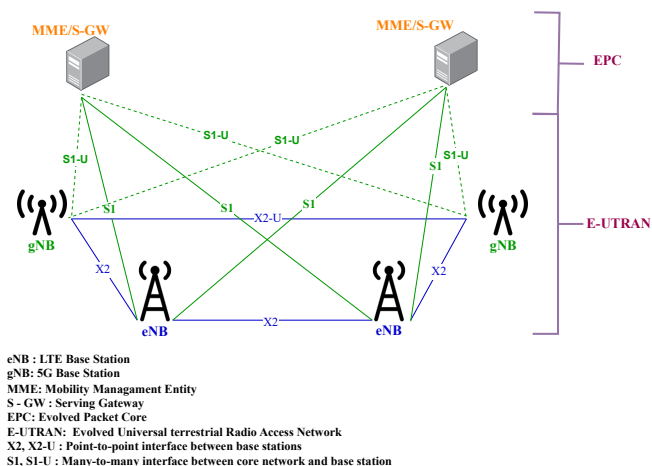 MME/S-GW
MME/S-GW
EPC
S1-U
S1-U
S1-U
S1
S1-U
S1
S1
S1
X2-U
gNB
gNB
E-UTRAN
X2
X2
eNB
X2
eNB
eNB : LTE Base Station
gNB: 5G Base Station
MME: Mobility Managament Entity
S - GW : Serving Gateway
EPC: Evolved Packet Core
E-UTRAN: Evolved Universal terrestrial Radio Access Network
X2, X2-U : Point-to-point interface between base stations
S1, S1-U : Many-to-many interface between core network and base station